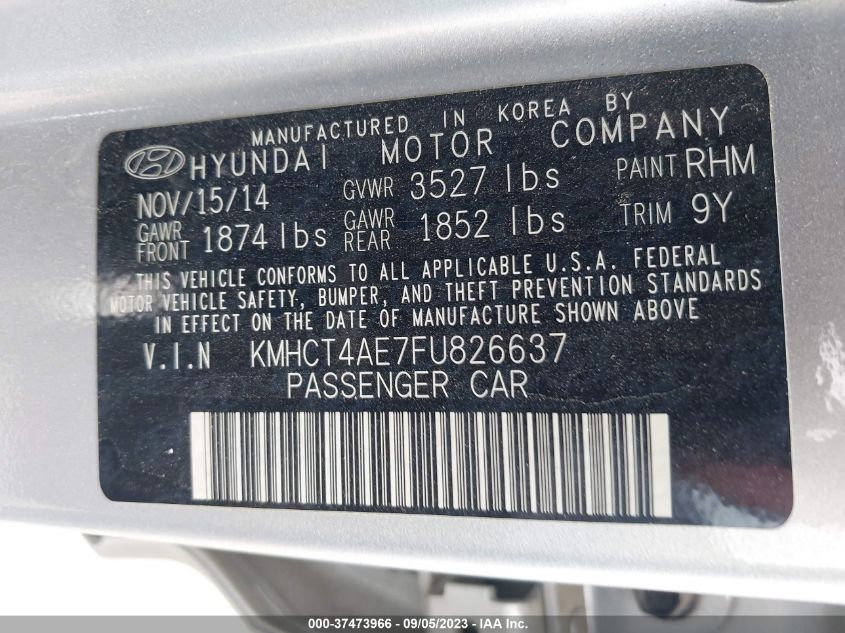 MANUFACTURED IN KOREA BY
HYUNDAI MOTOR COMPANY
NOV/15/14 GVWR 3527 lbs PAINT RHM
GAWR FRONT 1874 lbs GAWR REAR 1852 lbs TRIM 9Y
THIS VEHICLE CONFORMS TO ALL APPLICABLE U.S.A. FEDERAL
MOTOR VEHICLE SAFETY, BUMPER, AND THEFT PREVENTION STANDARDS
IN EFFECT ON THE DATE OF MANUFACTURE SHOWN ABOVE
V.I.N KMHCT4AE7FU826637
PASSENGER CAR
000-37473966 - 09/05/2023 - IAA Inc.